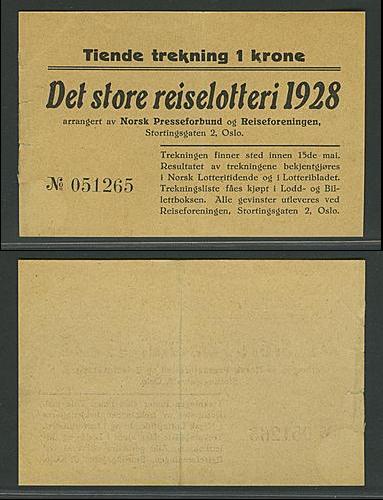 Tiende trekning 1 krone
Det store reiselotteri 1928
arrangert av Norsk Presseforbund og Reiseforeningen,
Stortingsgaten 2, Oslo.
Trekningen finner sted innen 15de mai.
Resultatet av trekningene bekjentgjøres
i Norsk Lotteritidende og i Lotteribladet.
Trekningsliste fåes kjøpt i Lodd- og Bil-
lettboksen. Alle gevinster utleveres ved
Reiseforeningen, Stortingsgaten 2, Oslo.
№ 051265